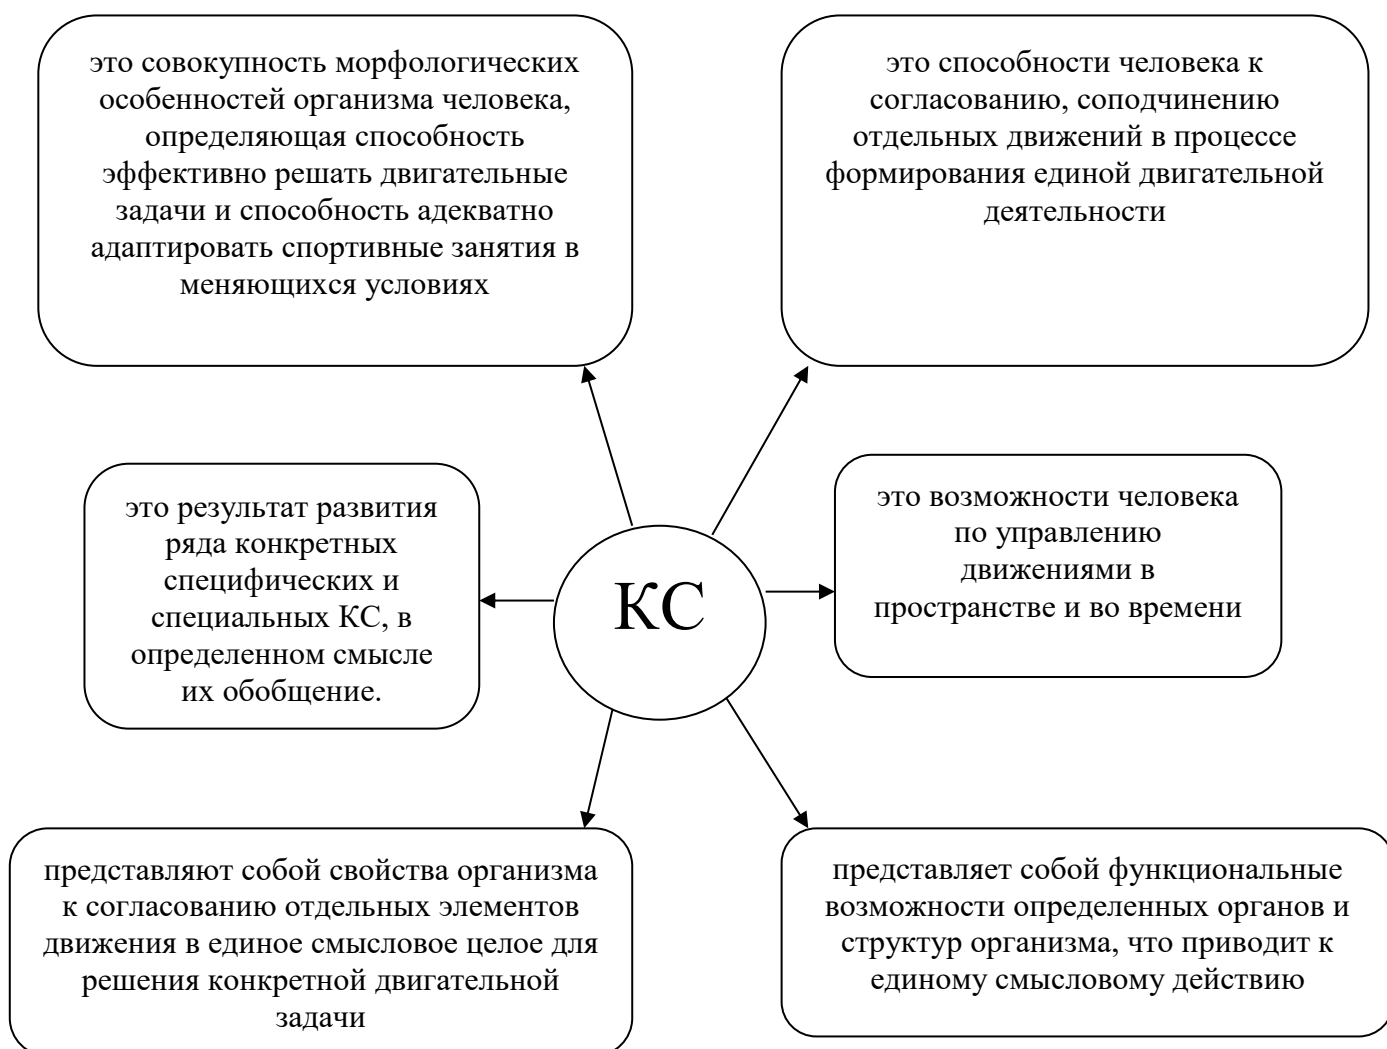 это совокупность морфологических
особенностей организма человека,
определяющая способность
эффективно решать двигательные
задачи и способность адекватно
адаптировать спортивные занятия в
меняющихся условиях
это способности человека к
согласованию, соподчинению
отдельных движений в процессе
формирования единой двигательной
деятельности
это результат развития
ряда конкретных
специфических и
специальных КС, в
определенном смысле
их обобщение.
КС
это возможности человека
по управлению
движениями в
пространстве и во времени
представляют собой свойства организма
к согласованию отдельных элементов
движения в единое смысловое целое для
решения конкретной двигательной
задачи
представляет собой функциональные
возможности определенных органов и
структур организма, что приводит к
единому смысловому действию